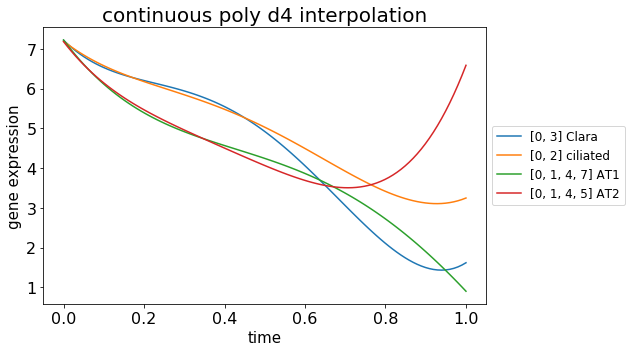 continuous poly d4 interpolation
gene expression
7
6
5
4
3
2
1
0.0 0.2 0.4 0.6 0.8 1.0
time
[0, 3] Clara
[0, 2] ciliated
[0, 1, 4, 7] AT1
[0, 1, 4, 5] AT2